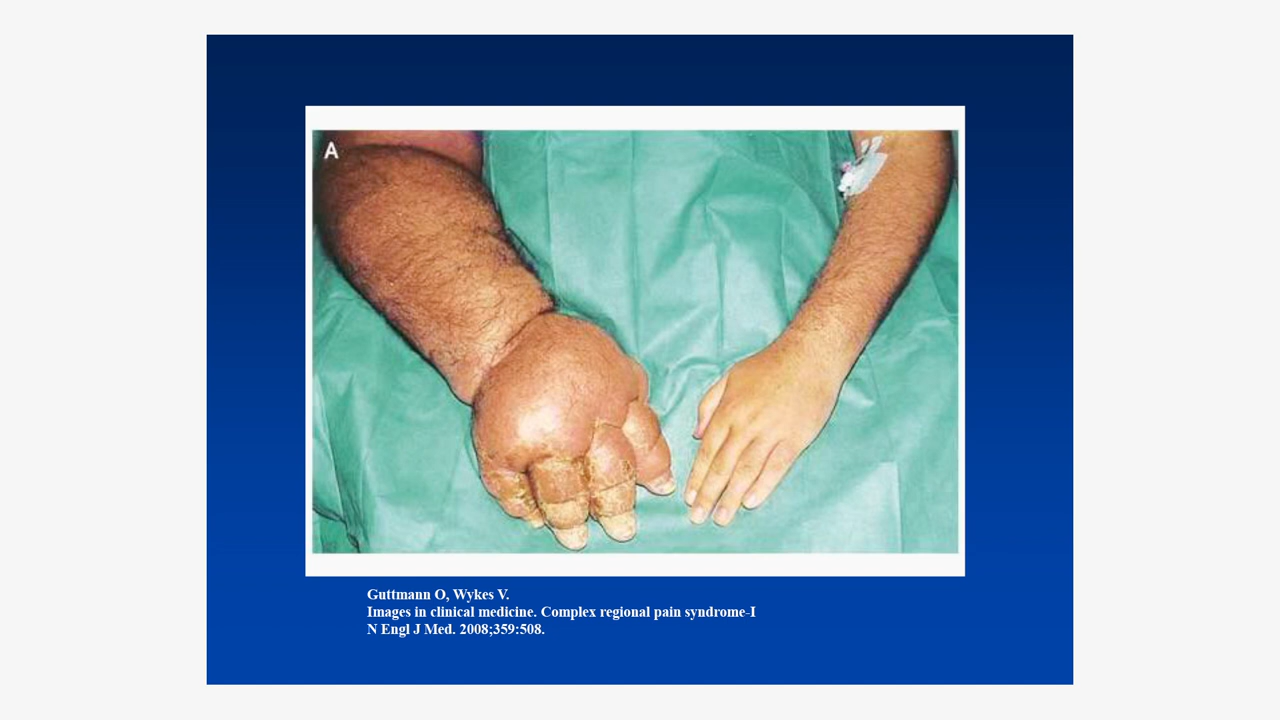 A
Guttmann O, Wykes V.
Images in clinical medicine. Complex regional pain syndrome-I
N Engl J Med. 2008;359:508.